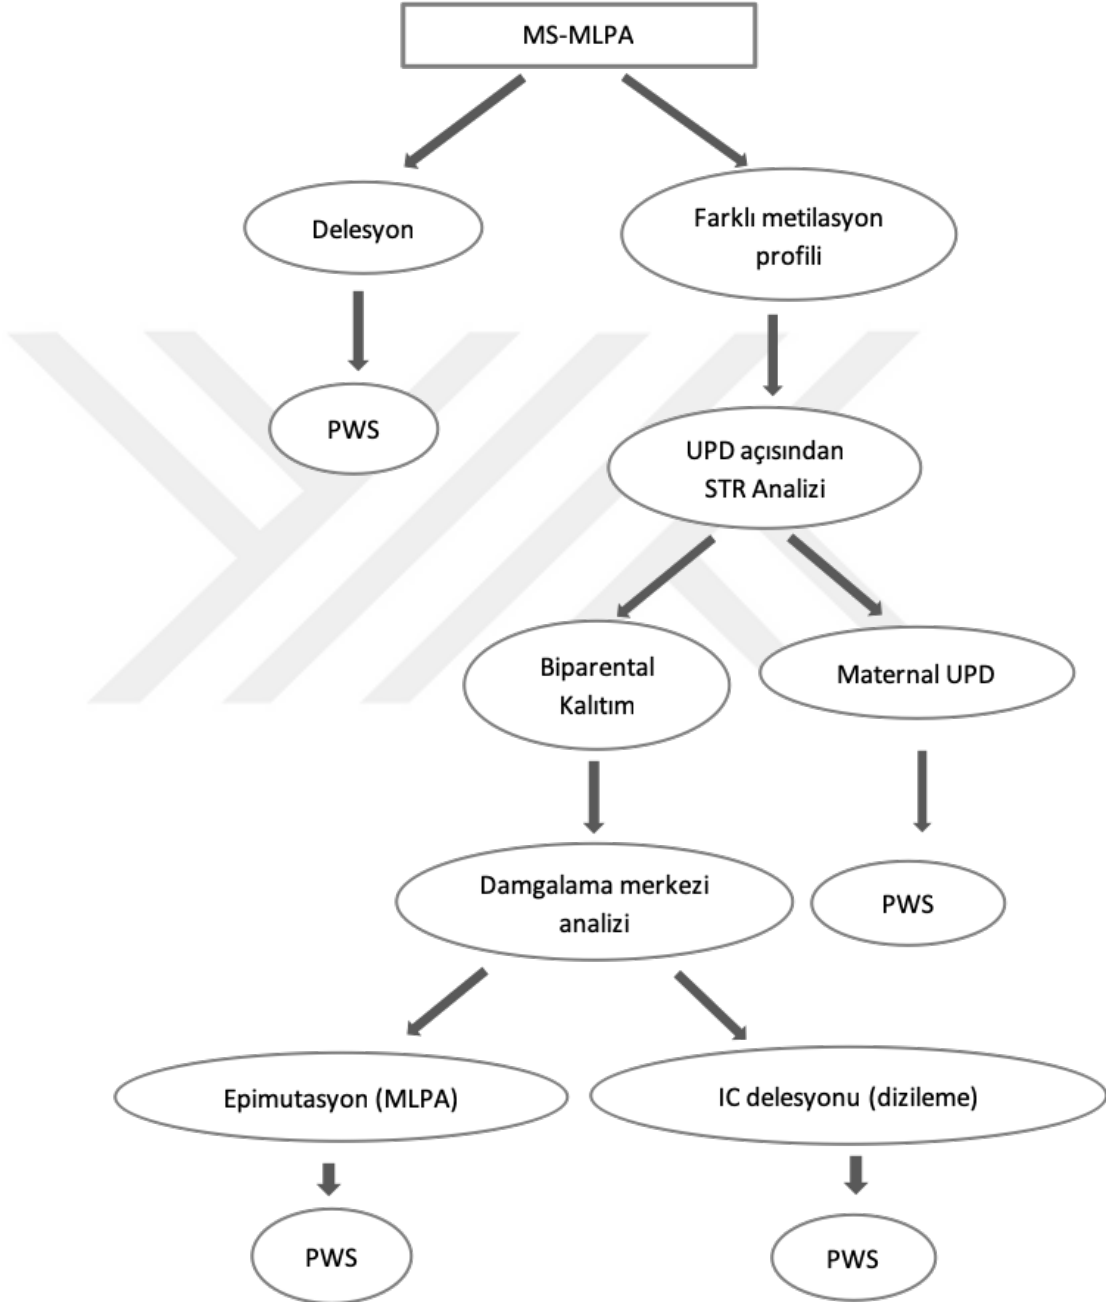 MS-MLPA
Delesyon
Farklı metilasyon
profili
PWS
UPD açısından
STR Analizi
Biparental
Kalıtım
Maternal UPD
Damgalama merkezi
analizi
PWS
Epimutasyon (MLPA)
IC delesyonu (dizileme)
PWS
PWS